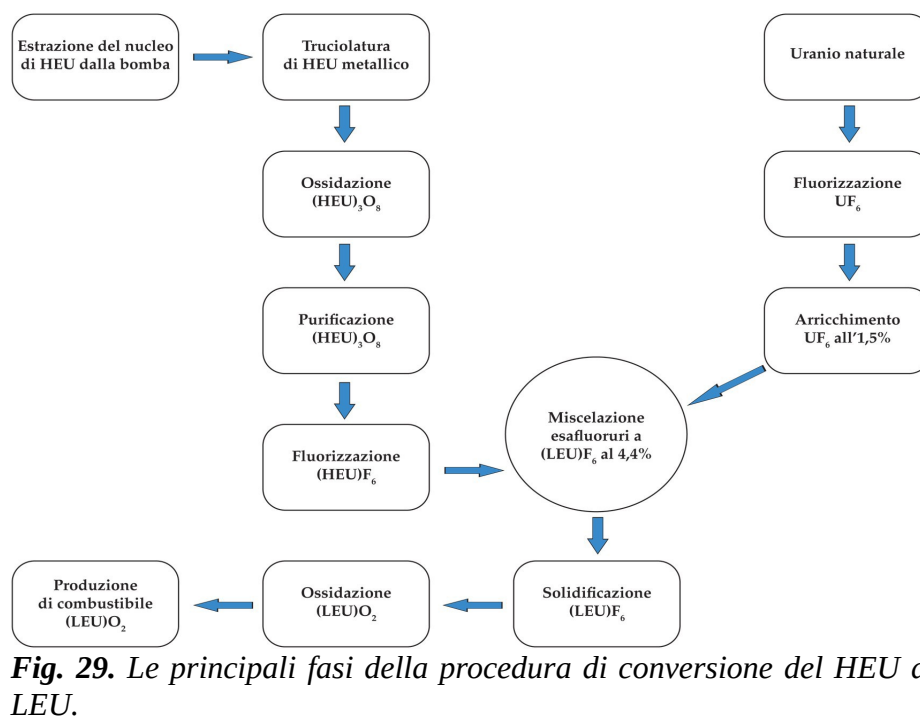 Estrazione del nucleo
di HEU dalla bomba
Truciolatura
di HEU metallico
Uranio naturale
Ossidazione
(HEU)₃O₈
Fluorizzazione
UF₆
Purificazione
(HEU)₃O₈
Arricchimento
UF₆ all'1,5%
Miscelazione
esafluoruri a
(LEU)F₆ al 4,4%
Fluorizzazione
(HEU)F₆
Produzione
di combustibile
(LEU)O₂
Ossidazione
(LEU)O₂
Solidificazione
(LEU)F₆
Fig. 29. Le principali fasi della procedura di conversione del HEU a
LEU.